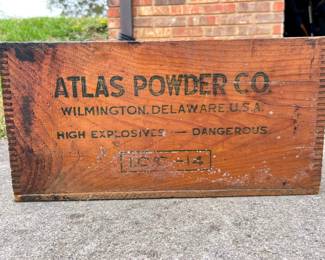 ATLAS POWDER CO.
WILMINGTON, DELAWARE. U.S.A.
HIGH EXPLOSIVES — DANGEROUS
-14